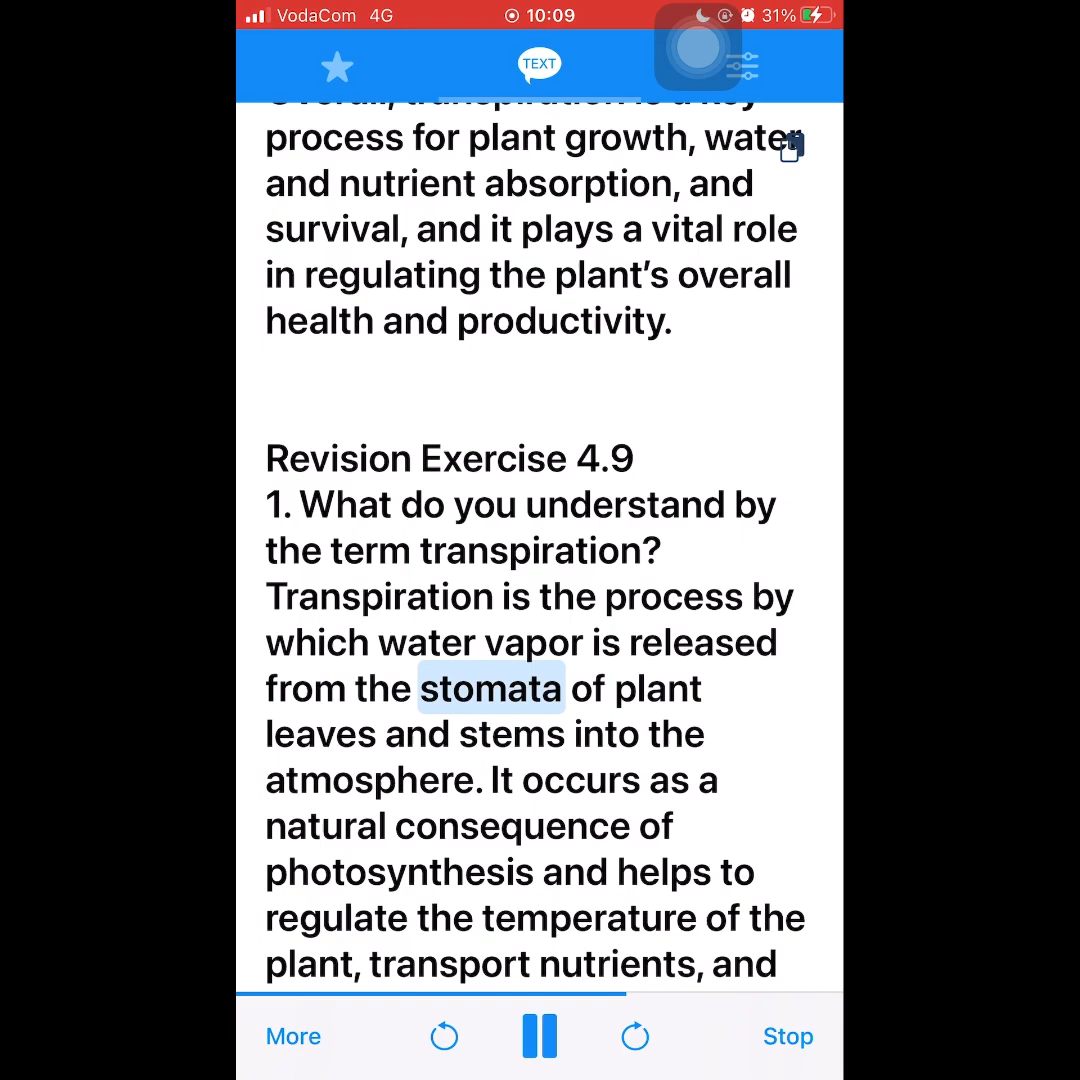 VodaCom 4G 10:09 31%
TEXT
Overall, transpiration is a key
process for plant growth, water
and nutrient absorption, and
survival, and it plays a vital role
in regulating the plant's overall
health and productivity.
Revision Exercise 4.9
1. What do you understand by
the term transpiration?
Transpiration is the process by
which water vapor is released
from the stomata of plant
leaves and stems into the
atmosphere. It occurs as a
natural consequence of
photosynthesis and helps to
regulate the temperature of the
plant, transport nutrients, and
More Stop